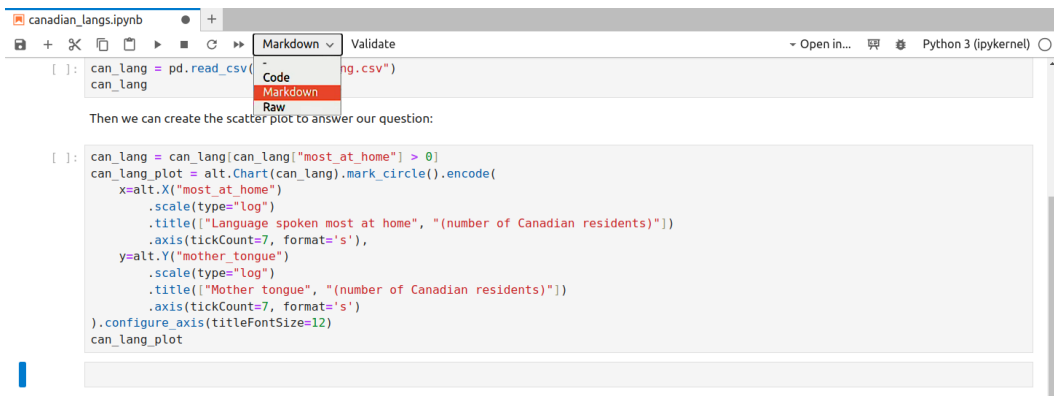 canadian_langs.ipynb
Markdown Validate Open in... Python 3 (ipykernel)
-
Code
Markdown
Raw
[ ]: can_lang = pd.read_csv( ng.csv")
can_lang
Then we can create the scatter plot to answer our question:
[ ]: can_lang = can_lang[can_lang["most_at_home"] > 0]
can_lang_plot = alt.Chart(can_lang).mark_circle().encode(
x=alt.X("most_at_home")
.scale(type="log")
.title(["Language spoken most at home", "(number of Canadian residents)"])
.axis(tickCount=7, format='s'),
y=alt.Y("mother_tongue")
.scale(type="log")
.title(["Mother tongue", "(number of Canadian residents)"])
.axis(tickCount=7, format='s')
).configure_axis(titleFontSize=12)
can_lang_plot